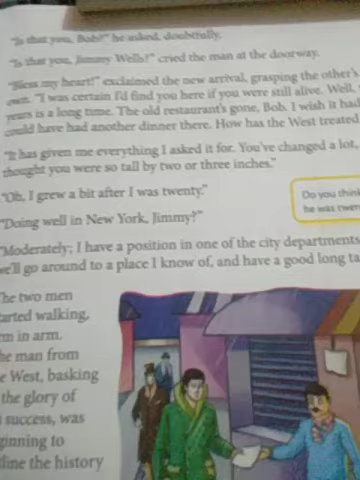 "Is that you, Bob?" he asked, doubtfully.
"Is that you, Jimmy Wells?" cried the man at the doorway.
"Bless my heart!" exclaimed the new arrival, grasping the other's
own. "I was certain I'd find you here if you were still alive. Well,
years is a long time. The old restaurant's gone, Bob. I wish it had
could have had another dinner there. How has the West treated
"It has given me everything I asked it for. You've changed a lot,
thought you were so tall by two or three inches."
"Oh, I grew a bit after I was twenty."
Do you think
he was twen
"Doing well in New York, Jimmy?"
"Moderately; I have a position in one of the city departments
we'll go around to a place I know of, and have a good long ta
The two men
tarted walking,
rm in arm.
he man from
e West, basking
the glory of
success, was
ginning to
tline the history